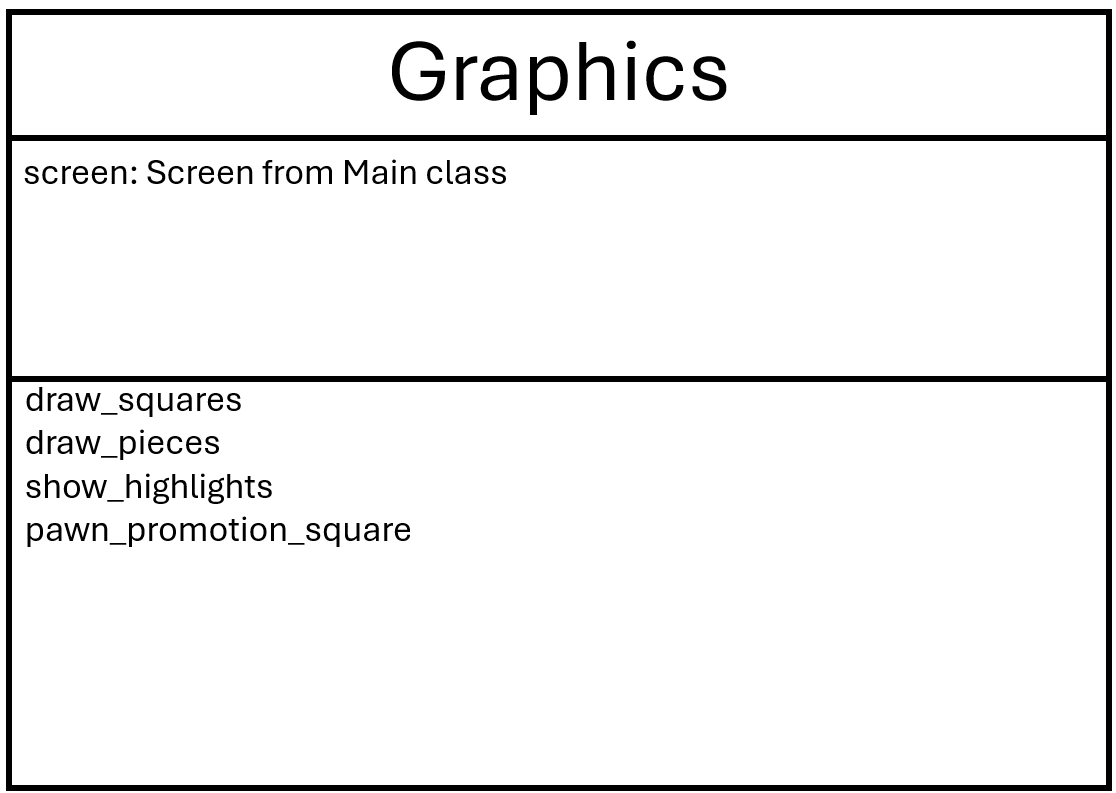 Graphics
screen: Screen from Main class
draw_squares
draw_pieces
show_highlights
pawn_promotion_square